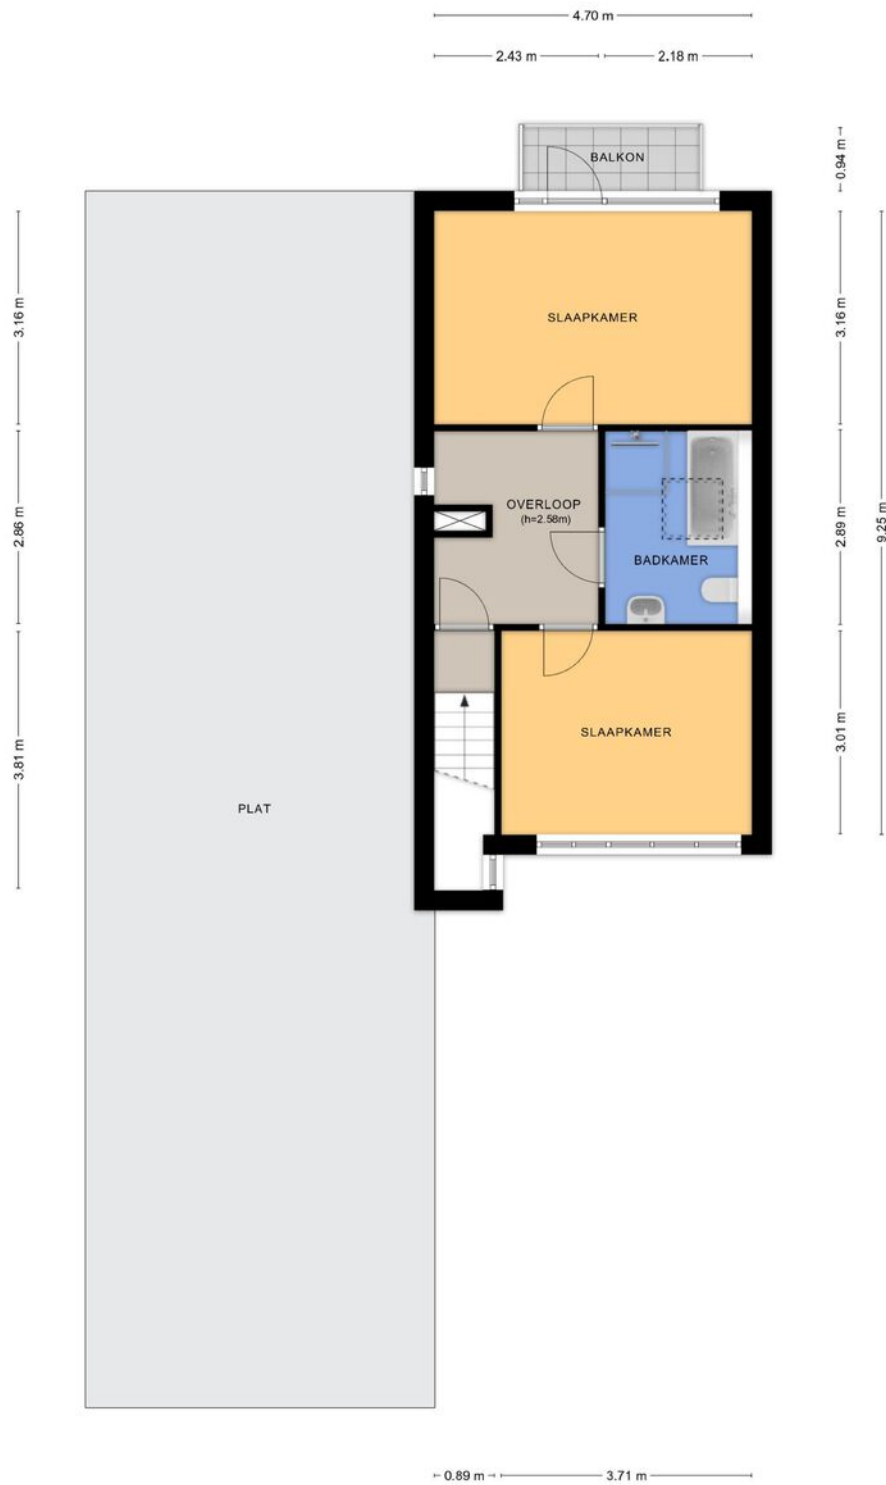 4.70 m
2.43 m
2.18 m
0.94 m
BALKON
3.16 m
SLAAPKAMER
3.16 m
2.86 m
OVERLOOP
(h=2.58m)
BADKAMER
2.89 m
9.25 m
3.81 m
SLAAPKAMER
3.01 m
PLAT
0.89 m
3.71 m